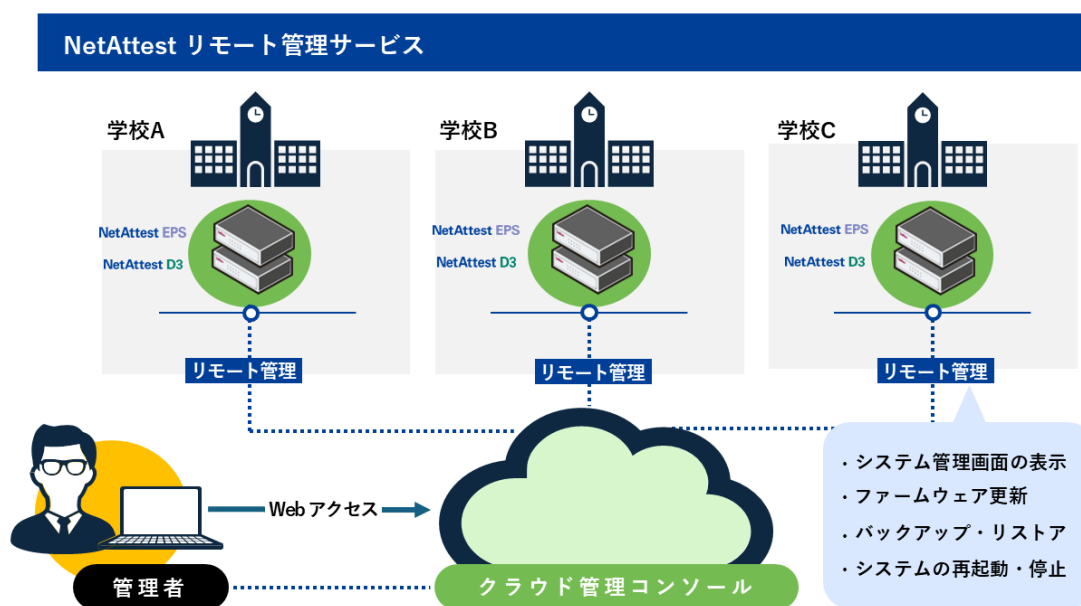 NetAttest リモート管理サービス
学校A
学校B
学校C
NetAttest EPS
NetAttest D3
NetAttest EPS
NetAttest D3
NetAttest EPS
NetAttest D3
リモート管理
リモート管理
リモート管理
・システム管理画面の表示
・ファームウェア更新
・バックアップ・リストア
・システムの再起動・停止
Webアクセス
管理者
クラウド管理コンソール